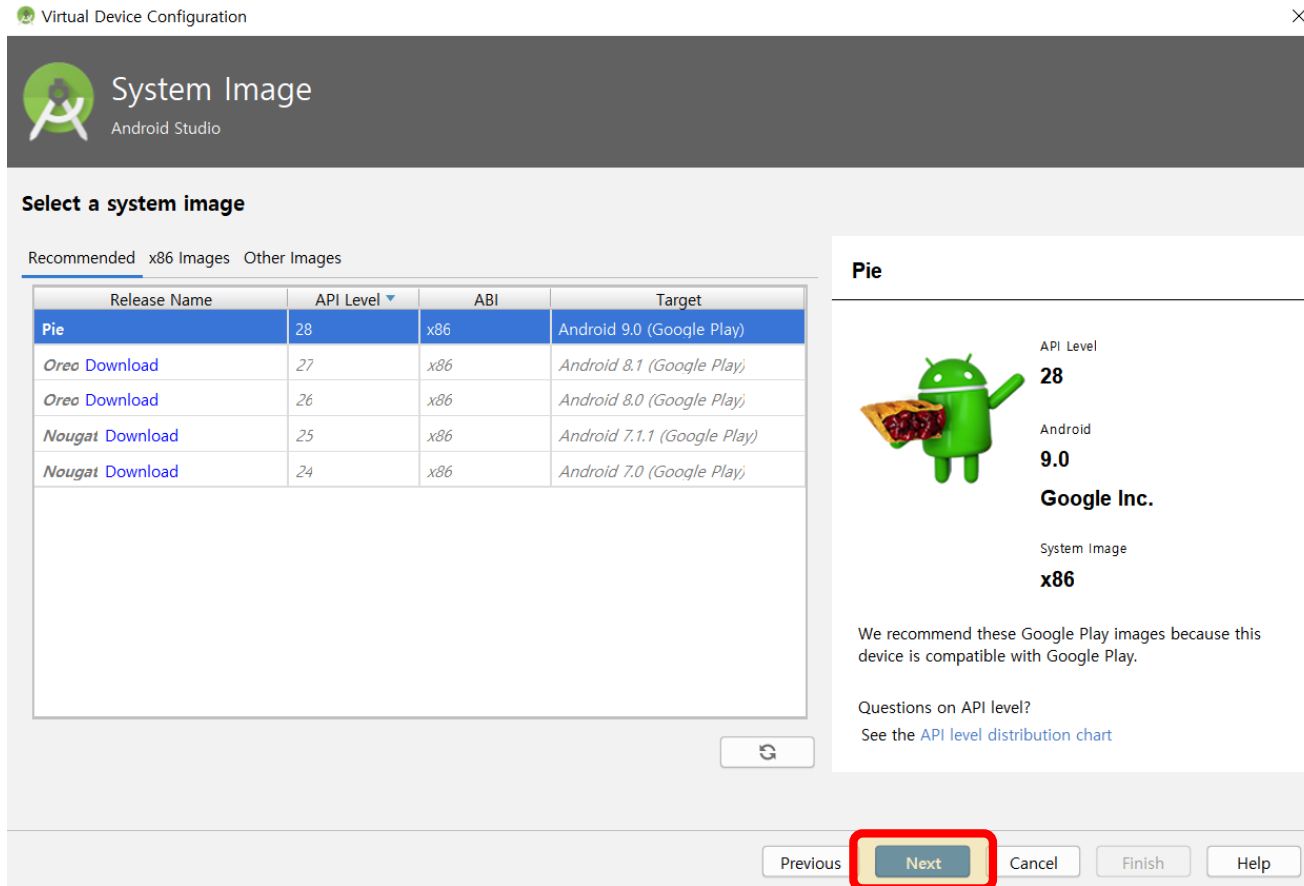 Virtual Device Configuration
System Image
Android Studio
Select a system image
Recommended x86 Images Other Images
Release Name API Level ABI Target
Pie 28 x86 Android 9.0 (Google Play)
Oreo Download 27 x86 Android 8.1 (Google Play)
Oreo Download 26 x86 Android 8.0 (Google Play)
Nougat Download 25 x86 Android 7.1.1 (Google Play)
Nougat Download 24 x86 Android 7.0 (Google Play)
Pie
API Level
28
Android
9.0
Google Inc.
System Image
x86
We recommend these Google Play images because this
device is compatible with Google Play.
Questions on API level?
See the API level distribution chart
Previous Next Cancel Finish Help